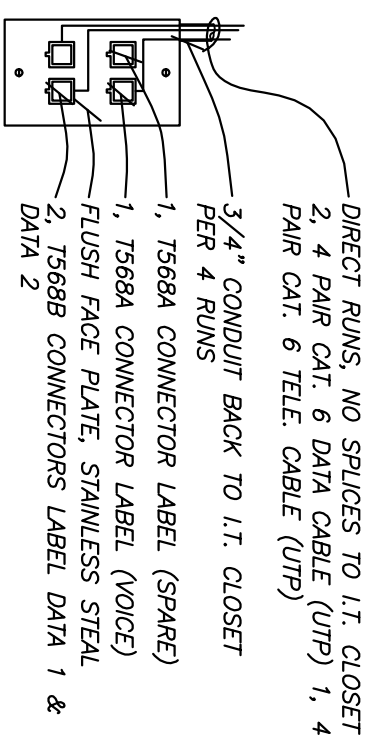 DIRECT RUNS, NO SPLICES TO I.T. CLOSET
2, 4 PAIR CAT. 6 DATA CABLE (UTP) 1, 4
PAIR CAT. 6 TELE. CABLE (UTP)
3/4" CONDUIT BACK TO I.T. CLOSET
PER 4 RUNS
1, T568A CONNECTOR LABEL (SPARE)
1, T568A CONNECTOR LABEL (VOICE)
FLUSH FACE PLATE, STAINLESS STEAL
2, T568B CONNECTORS LABEL DATA 1 &
DATA 2